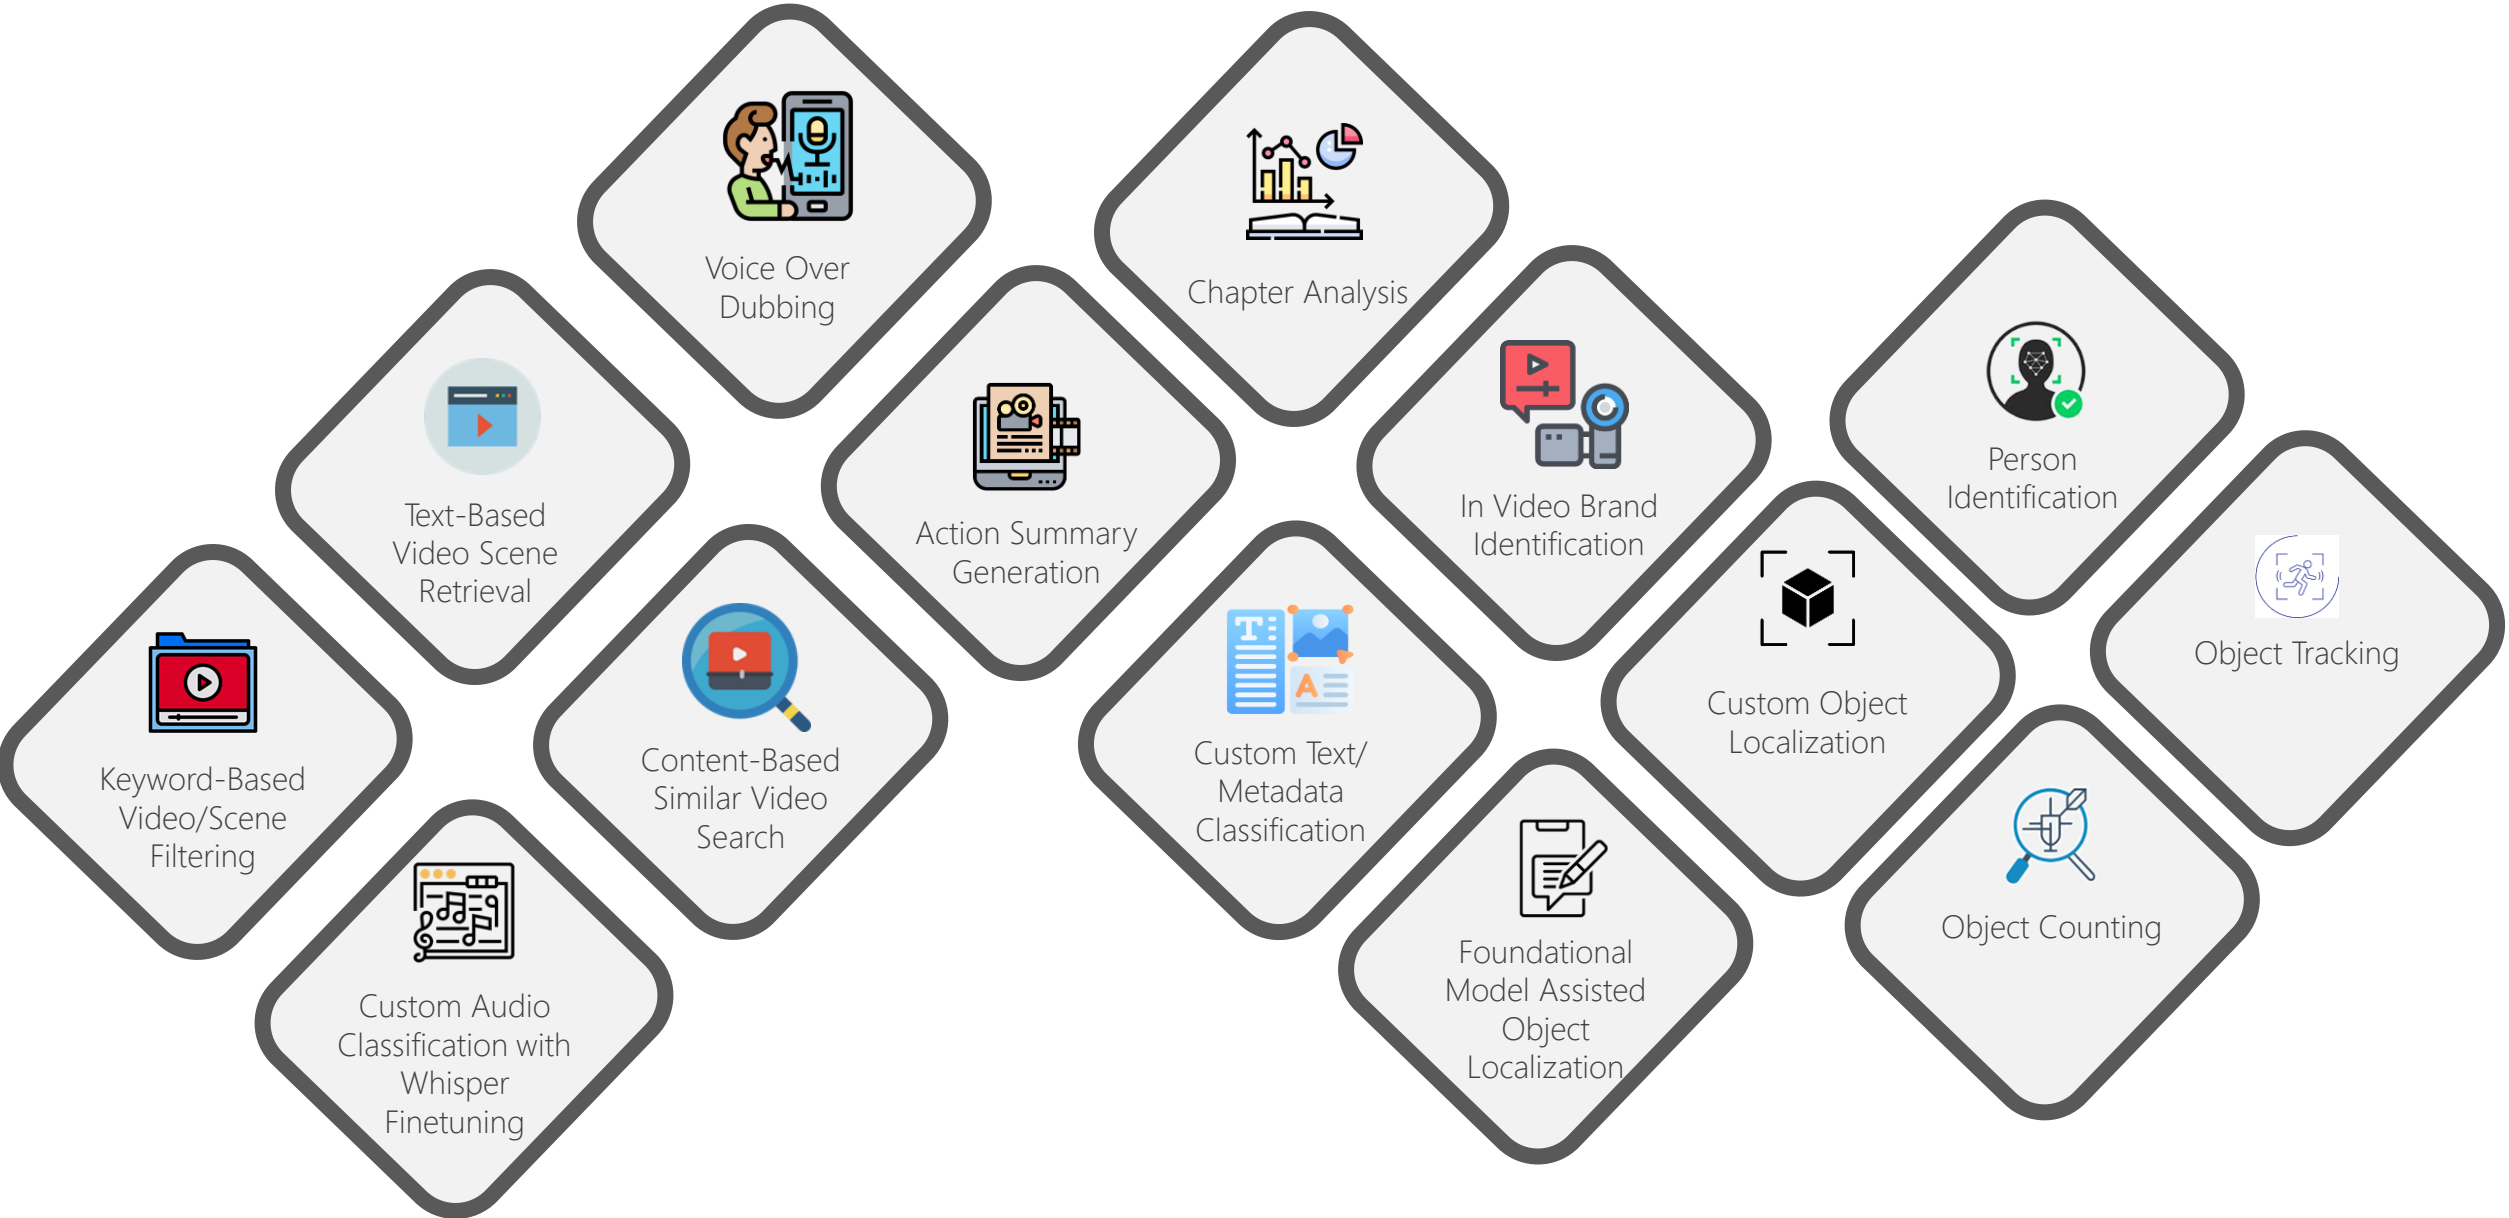 Voice Over
Dubbing
Chapter Analysis
Text-Based
Video Scene
Retrieval
Action Summary
Generation
In Video Brand
Identification
Person
Identification
Keyword-Based
Video/Scene
Filtering
Content-Based
Similar Video
Search
Custom Text/
Metadata
Classification
Custom Object
Localization
Object Tracking
Custom Audio
Classification with
Whisper
Finetuning
Foundational
Model Assisted
Object
Localization
Object Counting